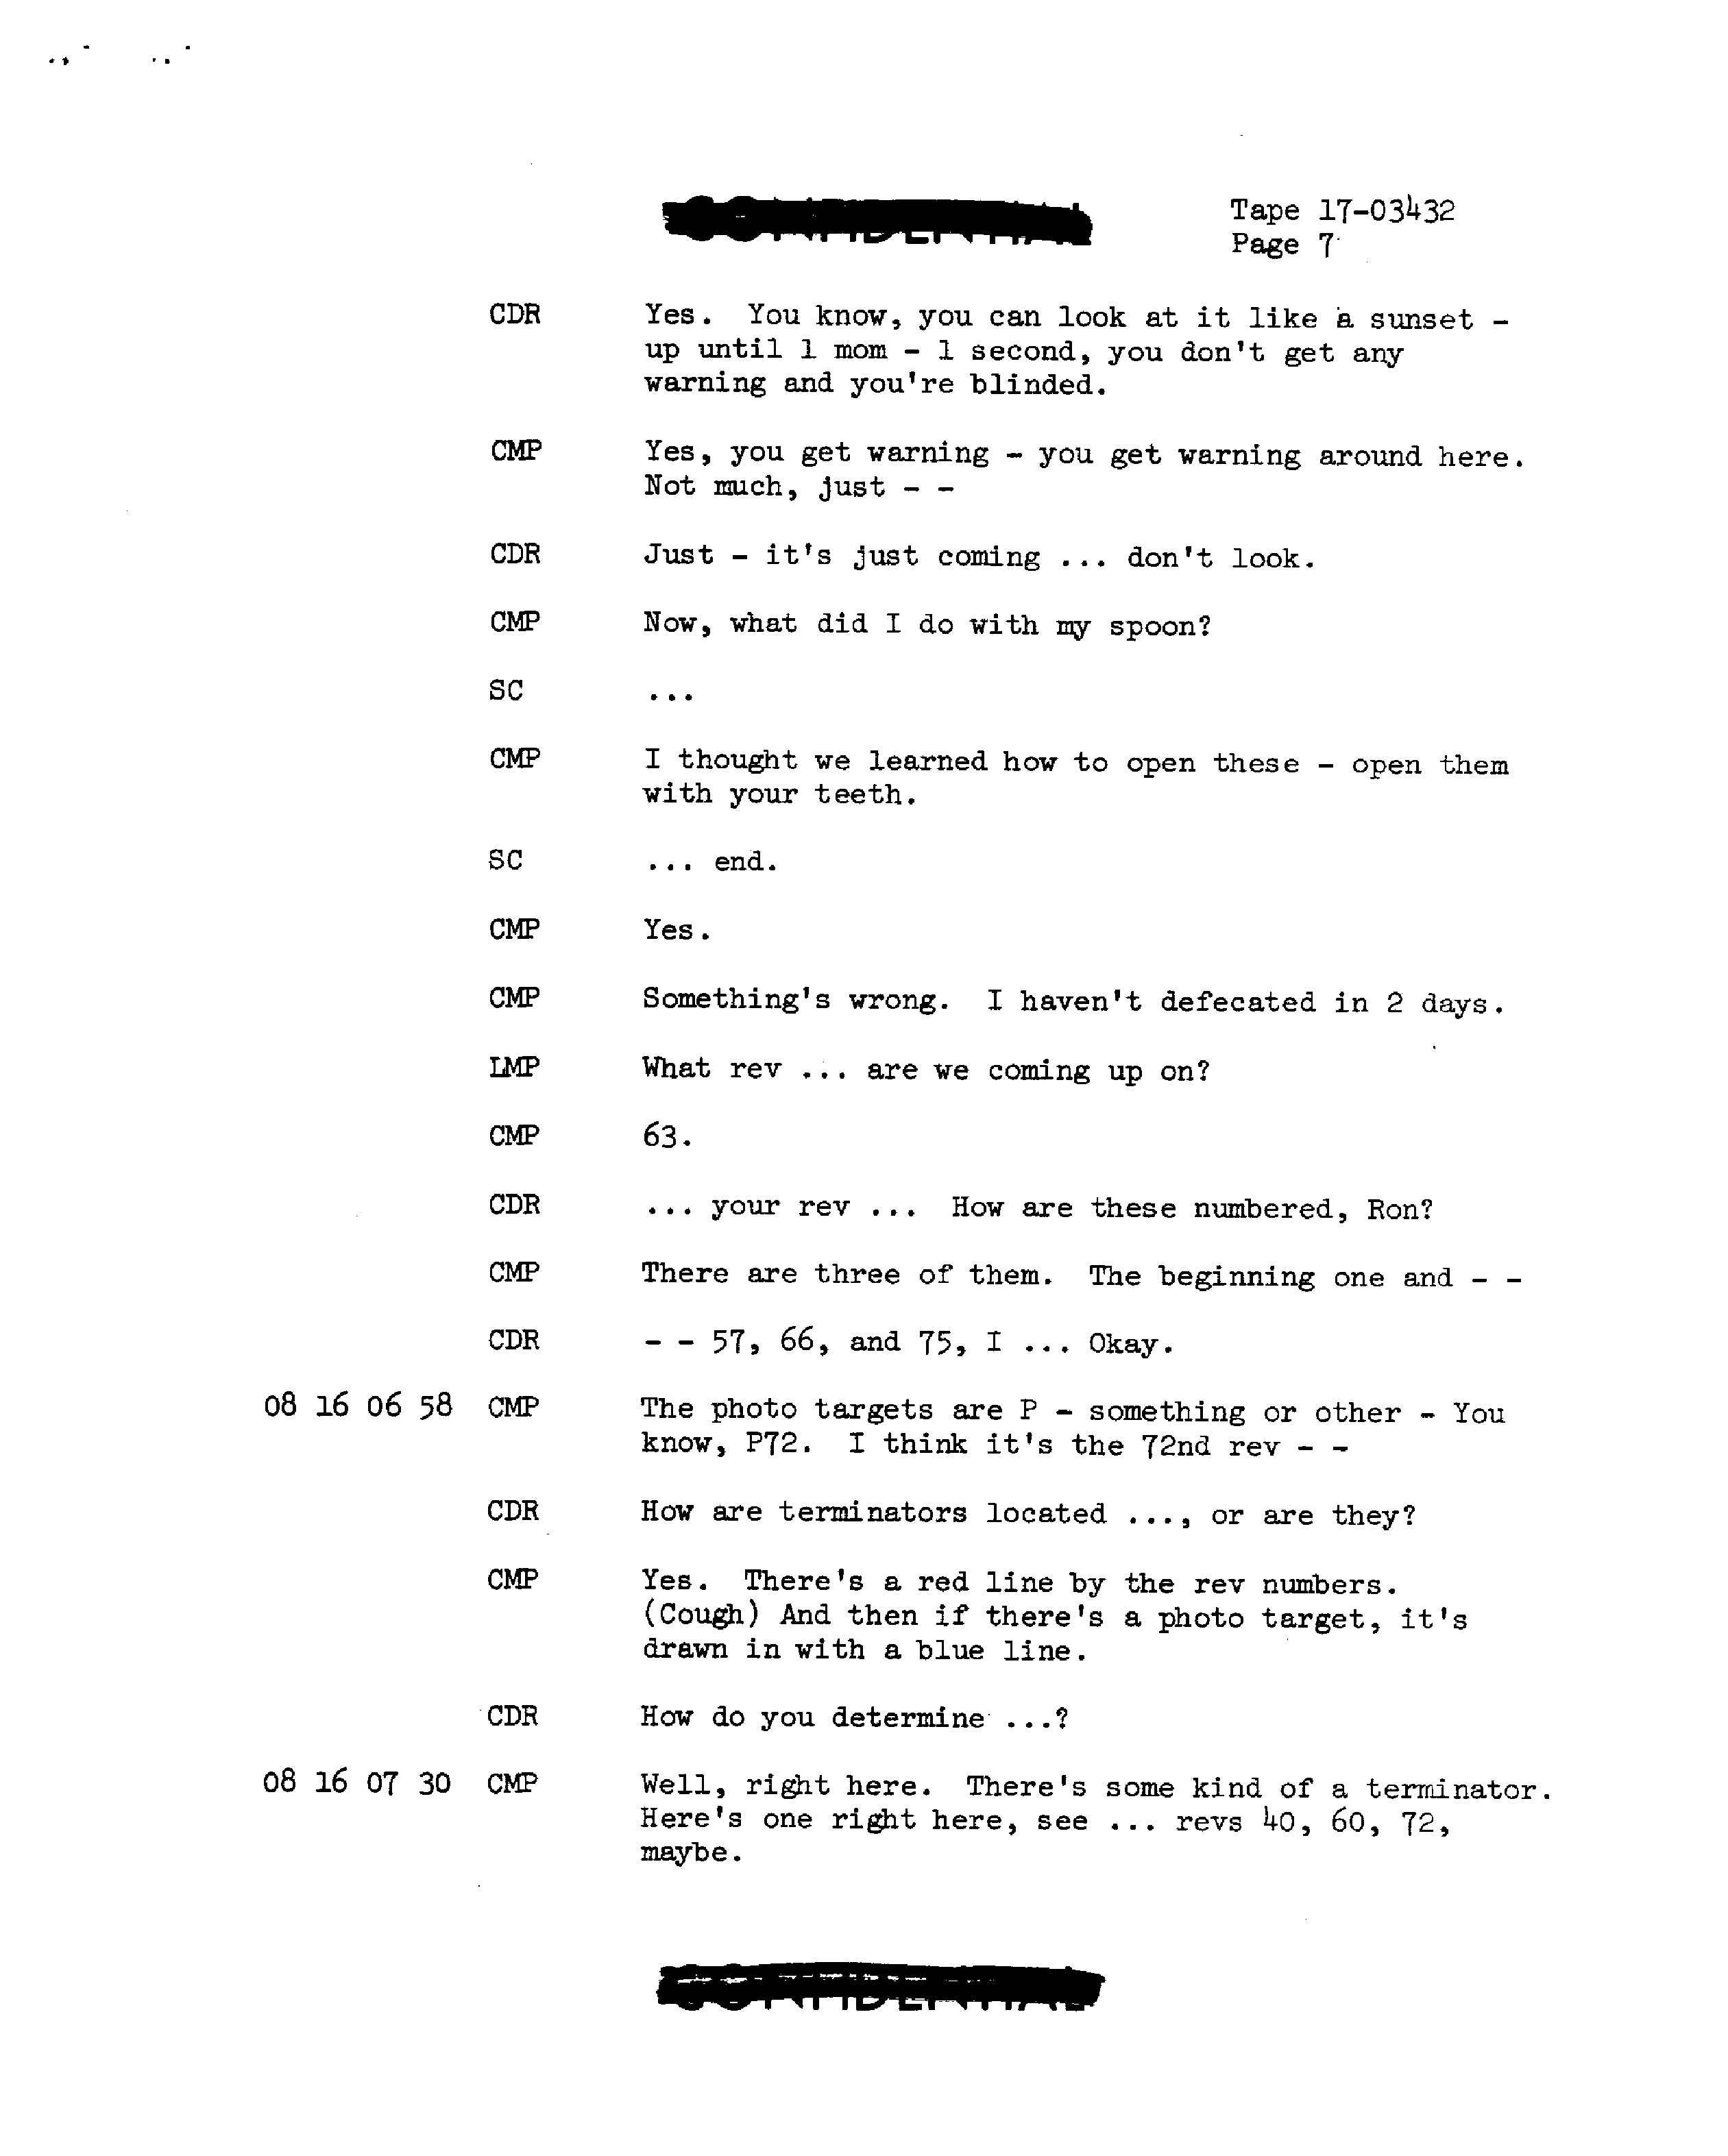 CONFIDENTIAL
Tape 17-03432
Page 7
CDR Yes. You know, you can look at it like a sunset -
up until 1 mom - 1 second, you don't get any
warning and you're blinded.
CMP Yes, you get warning - you get warning around here.
Not much, just - -
CDR Just - it's just coming ... don't look.
CMP Now, what did I do with my spoon?
SC ...
CMP I thought we learned how to open these - open them
with your teeth.
SC ... end.
CMP Yes.
CMP Something's wrong. I haven't defecated in 2 days.
LMP What rev ... are we coming up on?
CMP 63.
CDR ... your rev ... How are these numbered, Ron?
CMP There are three of them. The beginning one and - -
CDR - - 57, 66, and 75, I ... Okay.
08 16 06 58 CMP The photo targets are P - something or other - You
know, P72. I think it's the 72nd rev - -
CDR How are terminators located ..., or are they?
CMP Yes. There's a red line by the rev numbers.
(Cough) And then if there's a photo target, it's
drawn in with a blue line.
CDR How do you determine ...?
08 16 07 30 CMP Well, right here. There's some kind of a terminator.
Here's one right here, see ... revs 40, 60, 72,
maybe.
CONFIDENTIAL